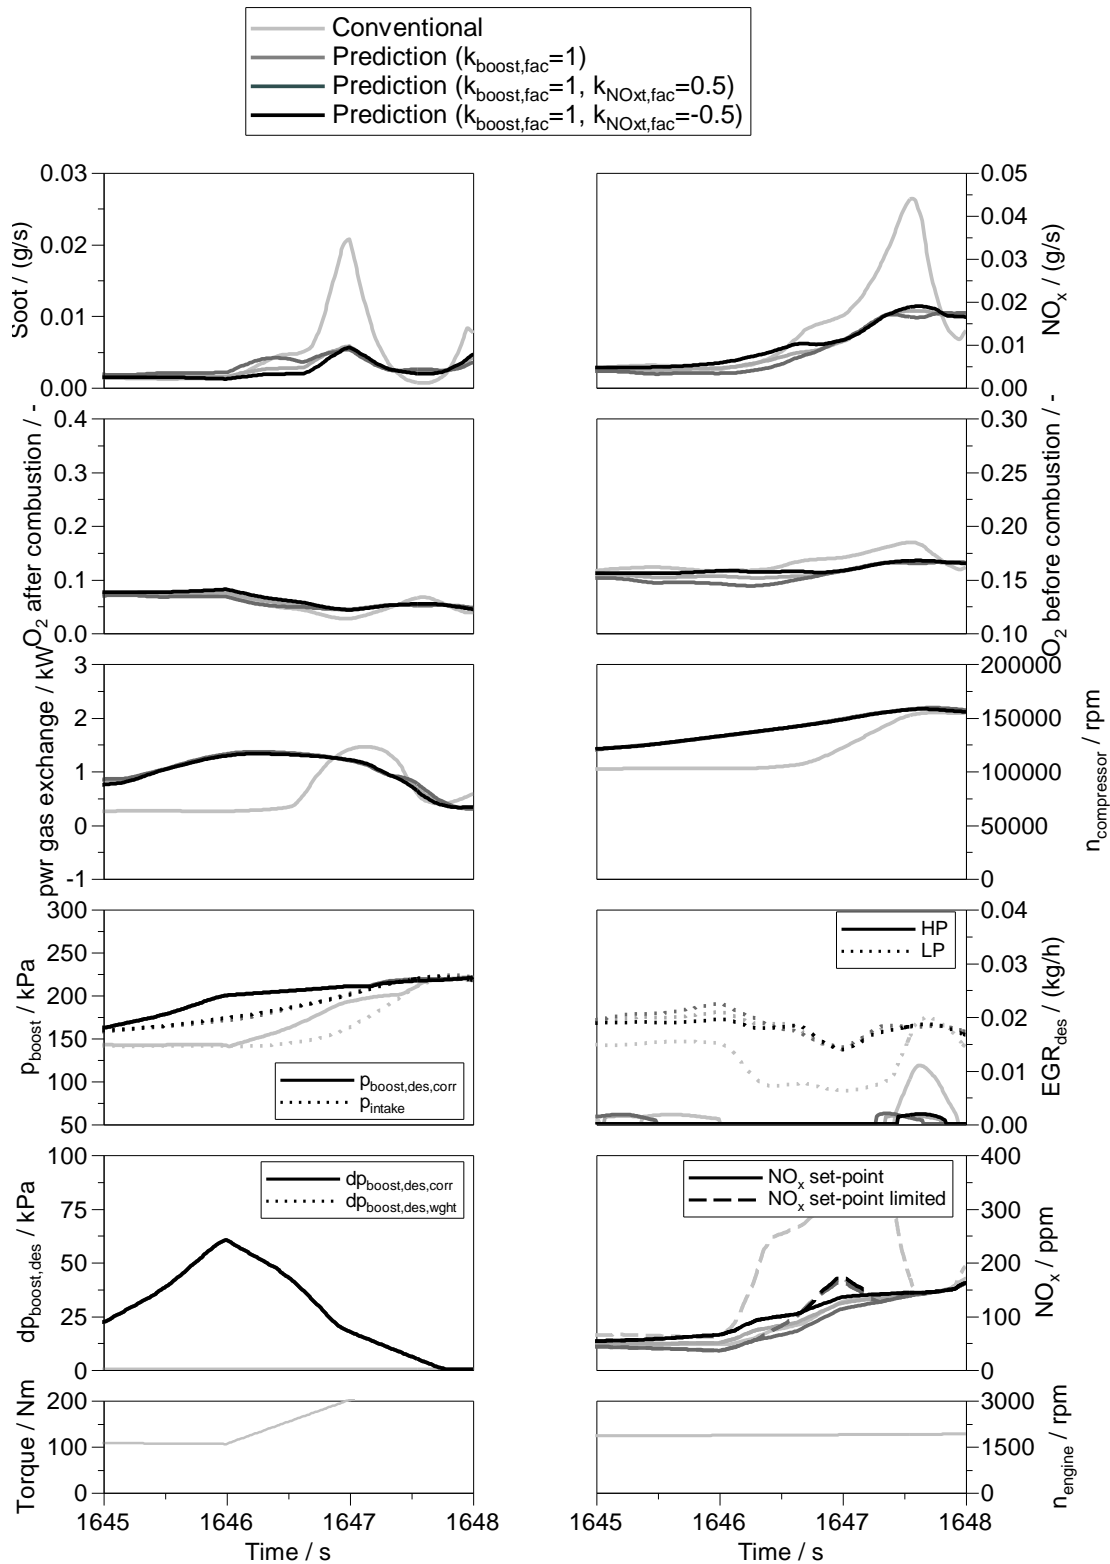 Conventional
Prediction (k_boost,fac=1)
Prediction (k_boost,fac=1, k_NOxt,fac=0.5)
Prediction (k_boost,fac=1, k_NOxt,fac=-0.5)
Soot / (g/s)
0.03
0.02
0.01
0.00
0.05
0.04
0.03
0.02
0.01
0.00
NO_x / (g/s)
O_2 after combustion / -
0.4
0.3
0.2
0.1
0.0
0.30
0.25
0.20
0.15
0.10
O_2 before combustion / -
pwr gas exchange / kW
3
2
1
0
-1
200000
150000
100000
50000
0
n_compressor / rpm
p_boost / kPa
300
250
200
150
100
50
p_boost,des,corr
p_intake
HP
LP
0.04
0.03
0.02
0.01
0.00
EGR_des / (kg/h)
dp_boost,des / kPa
100
75
50
25
0
dp_boost,des,corr
dp_boost,des,wght
NO_x set-point
NO_x set-point limited
400
300
200
100
0
NO_x / ppm
Torque / Nm
200
100
0
3000
1500
0
n_engine / rpm
1645 1646 1647 1648
Time / s
1645 1646 1647 1648
Time / s